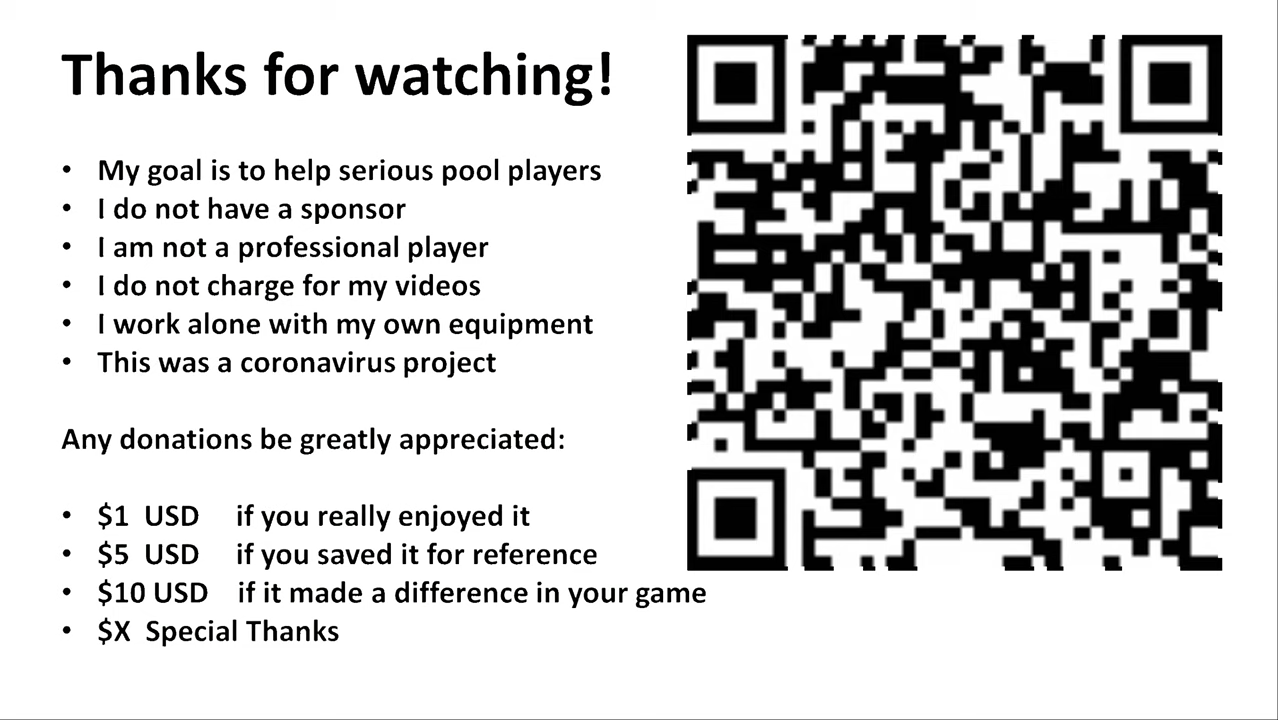 Thanks for watching!
• My goal is to help serious pool players
• I do not have a sponsor
• I am not a professional player
• I do not charge for my videos
• I work alone with my own equipment
• This was a coronavirus project
Any donations be greatly appreciated:
• $1 USD if you really enjoyed it
• $5 USD if you saved it for reference
• $10 USD if it made a difference in your game
• $X Special Thanks